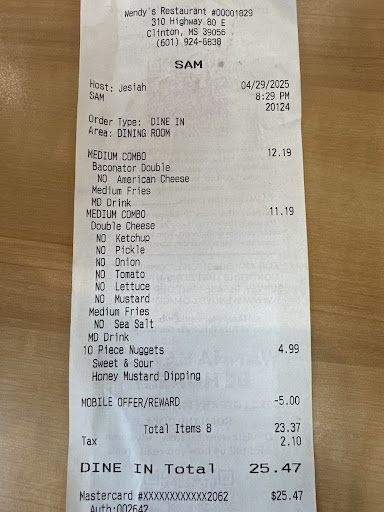 Wendy's Restaurant #00001829
310 Highway 80 E
Clinton, MS 39056
(601) 924-6838
SAM
Host: Jesiah 04/29/2025
SAM 8:29 PM
20124
Order Type: DINE IN
Area: DINING ROOM
MEDIUM COMBO 12.19
Baconator Double
NO American Cheese
Medium Fries
MD Drink
MEDIUM COMBO 11.19
Double Cheese
NO Ketchup
NO Pickle
NO Onion
NO Tomato
NO Lettuce
NO Mustard
Medium Fries
NO Sea Salt
MD Drink
10 Piece Nuggets 4.99
Sweet & Sour
Honey Mustard Dipping
MOBILE OFFER/REWARD -5.00
Total Items 8 23.37
Tax 2.10
DINE IN Total 25.47
Mastercard #XXXXXXXXXXXX2062 $25.47
Auth:002642